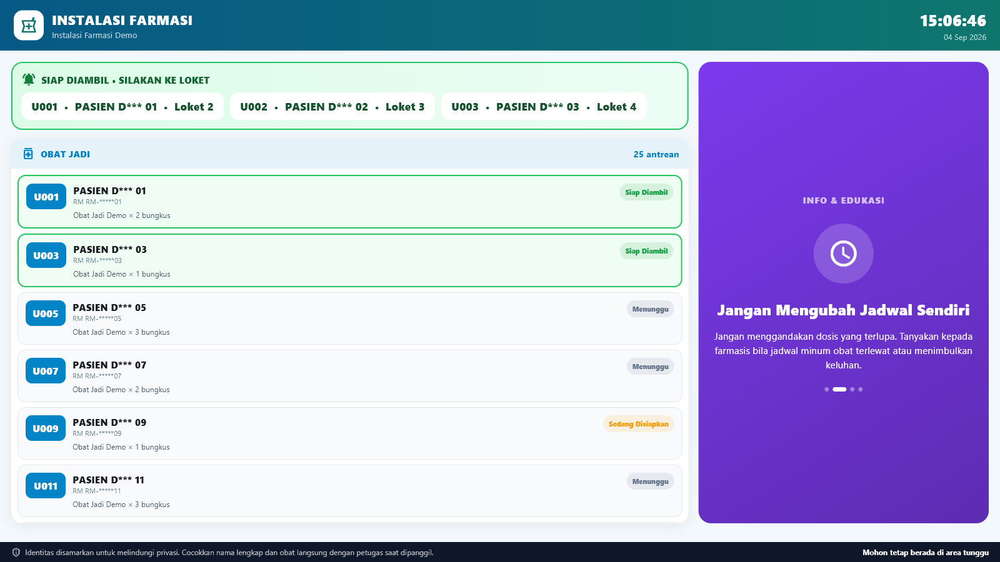 INSTALASI FARMASI
Instalasi Farmasi Demo
15:06:46
04 Sep 2026
SIAP DIAMBIL • SILAKAN KE LOKET
U001 • PASIEN D*** 01 • Loket 2
U002 • PASIEN D*** 02 • Loket 3
U003 • PASIEN D*** 03 • Loket 4
OBAT JADI
25 antrean
U001
PASIEN D*** 01
RM RM-*****01
Obat Jadi Demo × 2 bungkus
Siap Diambil
U003
PASIEN D*** 03
RM RM-*****03
Obat Jadi Demo × 1 bungkus
Siap Diambil
U005
PASIEN D*** 05
RM RM-*****05
Obat Jadi Demo × 3 bungkus
Menunggu
U007
PASIEN D*** 07
RM RM-*****07
Obat Jadi Demo × 2 bungkus
Menunggu
U009
PASIEN D*** 09
RM RM-*****09
Obat Jadi Demo × 1 bungkus
Sedang Disiapkan
U011
PASIEN D*** 11
RM RM-*****11
Obat Jadi Demo × 3 bungkus
Menunggu
INFO & EDUKASI
Jangan Mengubah Jadwal Sendiri
Jangan menggandakan dosis yang terlupa. Tanyakan kepada
farmasis bila jadwal minum obat terlewat atau menimbulkan
keluhan.
Identitas disamarkan untuk melindungi privasi. Cocokkan nama lengkap dan obat langsung dengan petugas saat dipanggil.
Mohon tetap berada di area tunggu